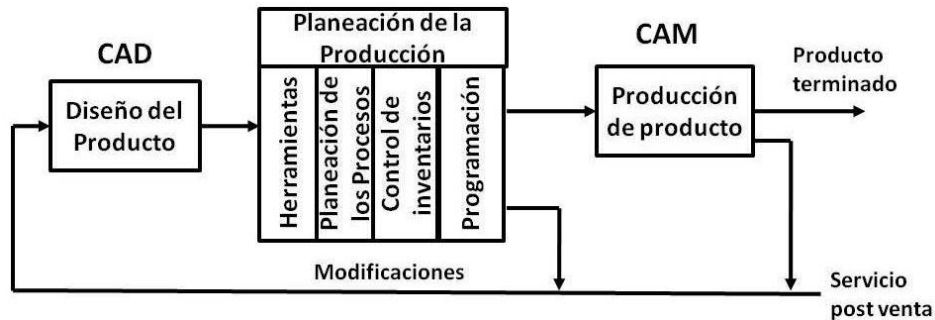 CAD
Diseño del
Producto
Planeación de la
Producción
Herramientas
Planeación de
los Procesos
Control de
inventarios
Programación
CAM
Producción
de producto
Producto
terminado
Modificaciones
Servicio
post venta